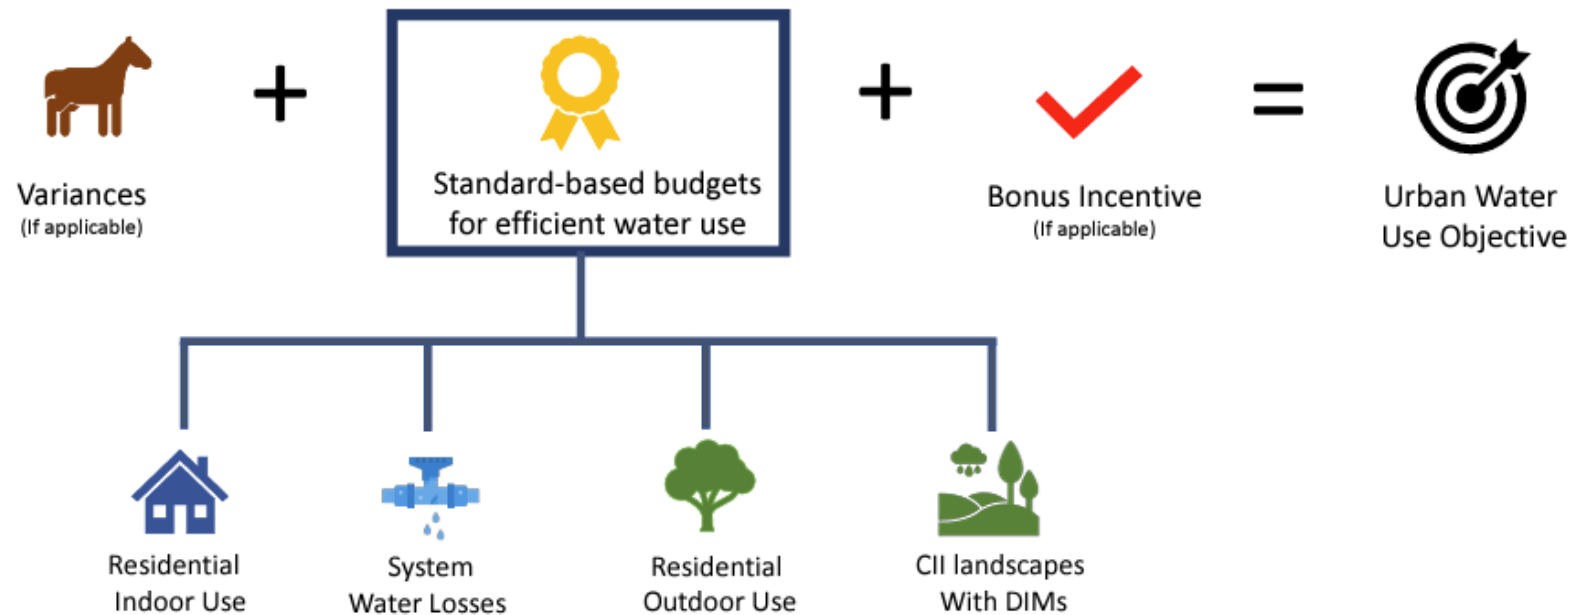 +
+
=
Variances
(If applicable)
Standard-based budgets
for efficient water use
Bonus Incentive
(If applicable)
Urban Water
Use Objective
Residential
Indoor Use
System
Water Losses
Residential
Outdoor Use
CII landscapes
With DIMs